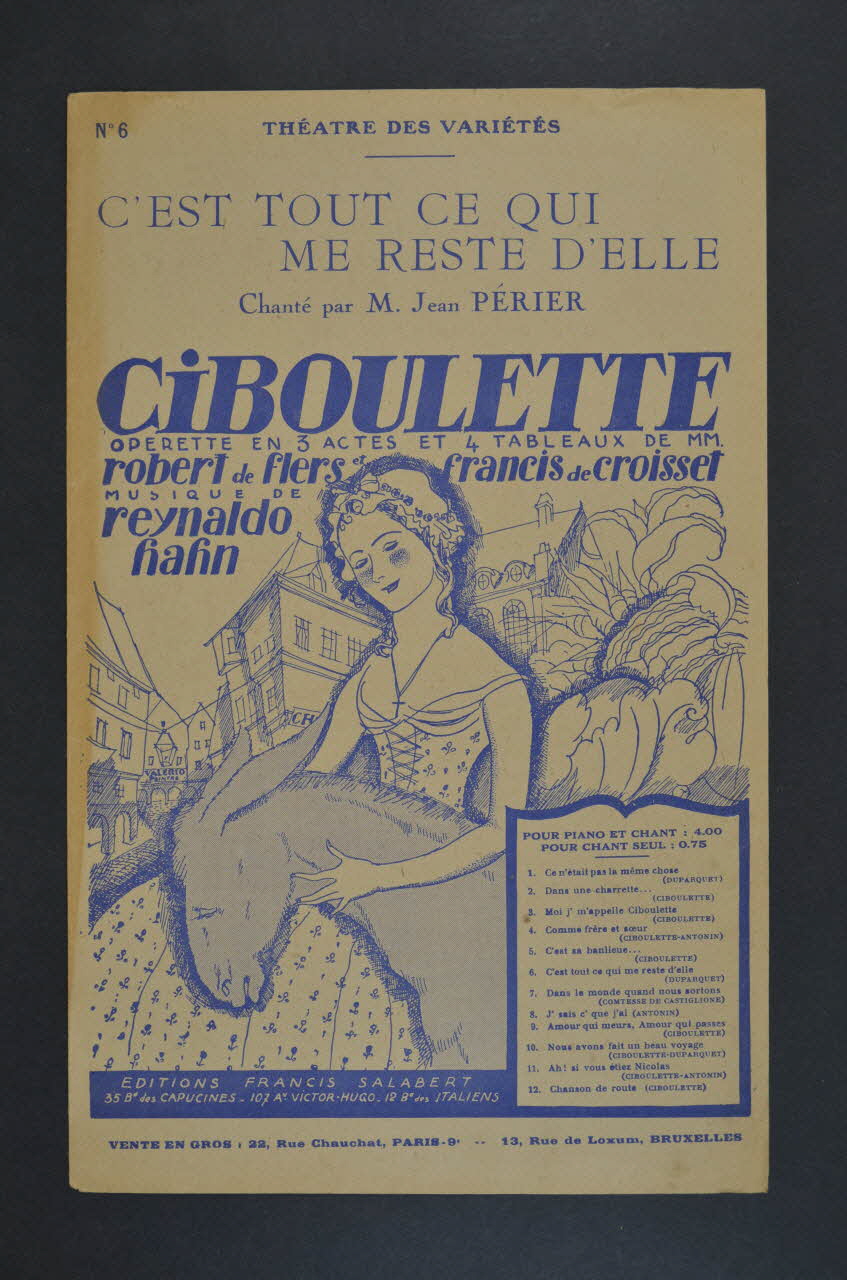 N° 6
THÉATRE DES VARIÉTÉS
C'EST TOUT CE QUI
ME RESTE D'ELLE
Chanté par M. Jean PÉRIER
CiBOULETTE
OPÉRETTE EN 3 ACTES ET 4 TABLEAUX DE MM.
robert de flers et francis de croisset
MUSIQUE DE
reynaldo
hahn
CH
VALERIO
PEINTRE
POUR PIANO ET CHANT : 4.00
POUR CHANT SEUL : 0.75
1. Ce n'était pas la même chose
(DUPARQUET)
2. Dans une charrette...
(CIBOULETTE)
3. Moi j' m'appelle Ciboulette
(CIBOULETTE)
4. Comme frère et sœur
(CIBOULETTE-ANTONIN)
5. C'est sa banlieue...
(CIBOULETTE)
6. C'est tout ce qui me reste d'elle
(DUPARQUET)
7. Dans le monde quand nous sortons
(COMTESSE DE CASTIGLIONE)
8. J' sais c' que j'ai (ANTONIN)
9. Amour qui meurs, Amour qui passes
(CIBOULETTE)
10. Nous avons fait un beau voyage
(CIBOULETTE-DUPARQUET)
11. Ah! si vous étiez Nicolas
(CIBOULETTE-ANTONIN)
12. Chanson de route (CIBOULETTE)
EDITIONS FRANCIS SALABERT
35 Bd des CAPUCINES - 107 Av. VICTOR-HUGO. 12 Bd des ITALIENS
VENTE EN GROS : 22, Rue Chauchat, PARIS-9e -- 13, Rue de Loxum, BRUXELLES